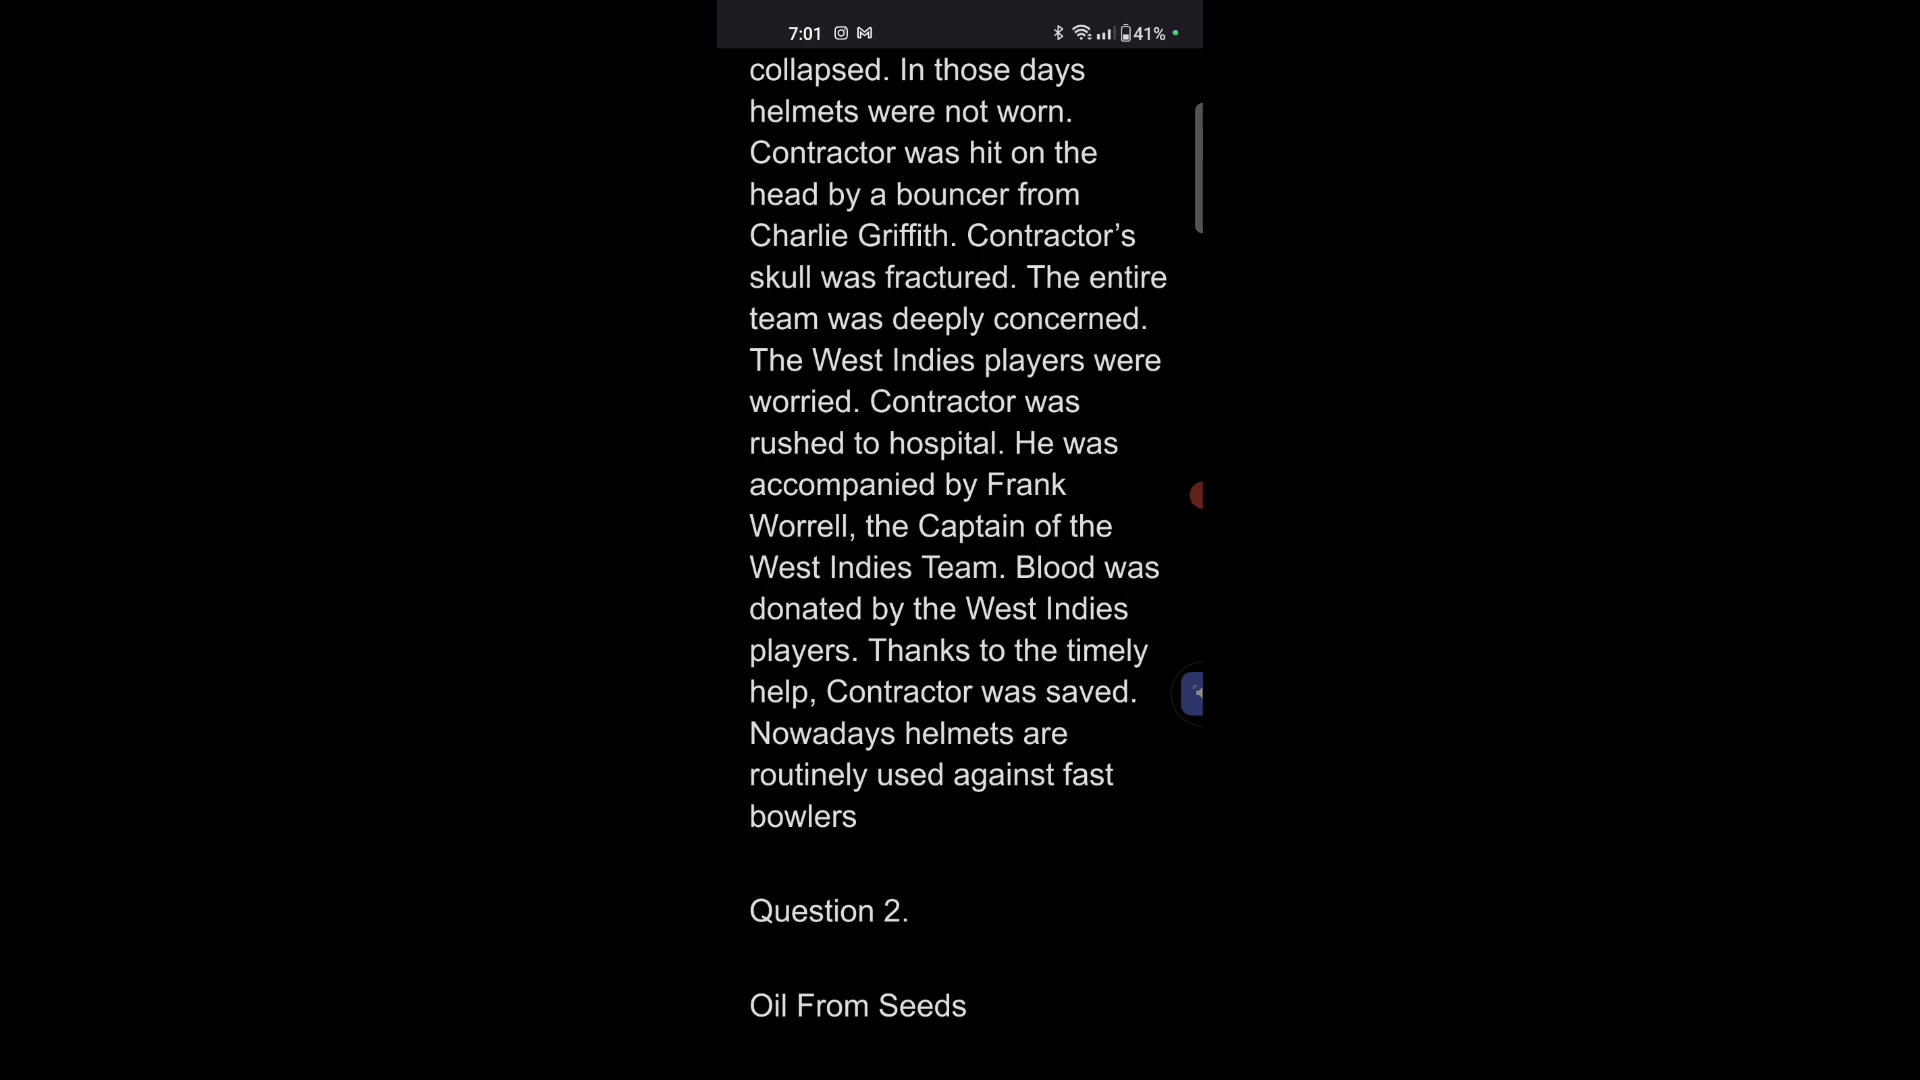 7:01 41%
collapsed. In those days
helmets were not worn.
Contractor was hit on the
head by a bouncer from
Charlie Griffith. Contractor’s
skull was fractured. The entire
team was deeply concerned.
The West Indies players were
worried. Contractor was
rushed to hospital. He was
accompanied by Frank
Worrell, the Captain of the
West Indies Team. Blood was
donated by the West Indies
players. Thanks to the timely
help, Contractor was saved.
Nowadays helmets are
routinely used against fast
bowlers
Question 2.
Oil From Seeds